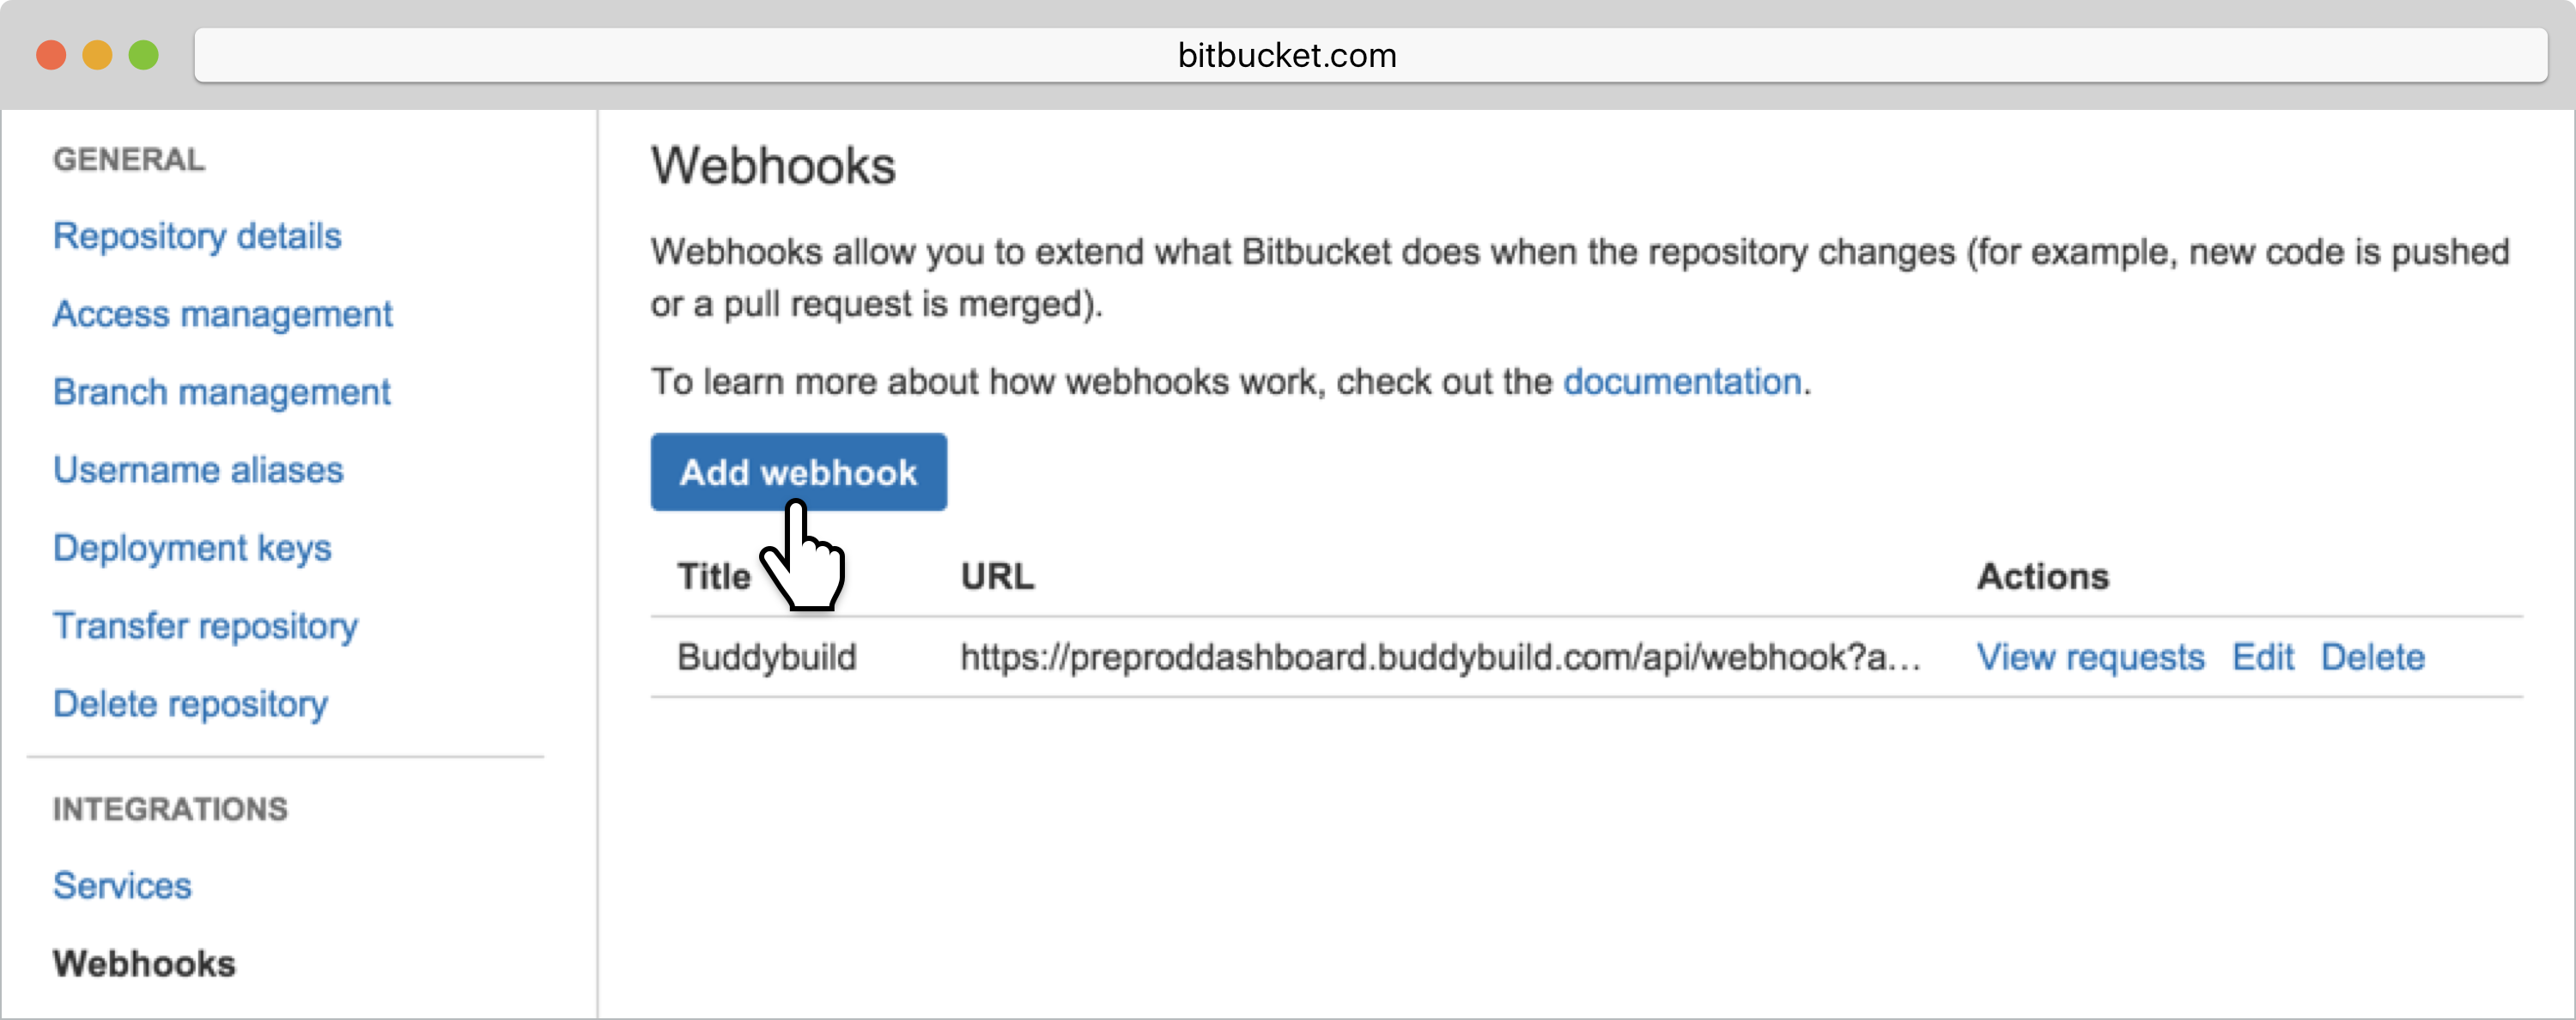 bitbucket.com
GENERAL
Repository details
Access management
Branch management
Username aliases
Deployment keys
Transfer repository
Delete repository
INTEGRATIONS
Services
Webhooks
Webhooks
Webhooks allow you to extend what Bitbucket does when the repository changes (for example, new code is pushed
or a pull request is merged).
To learn more about how webhooks work, check out the documentation.
Add webhook
Title URL Actions
Buddybuild https://preproddashboard.buddybuild.com/api/webhook?a... View requests Edit Delete